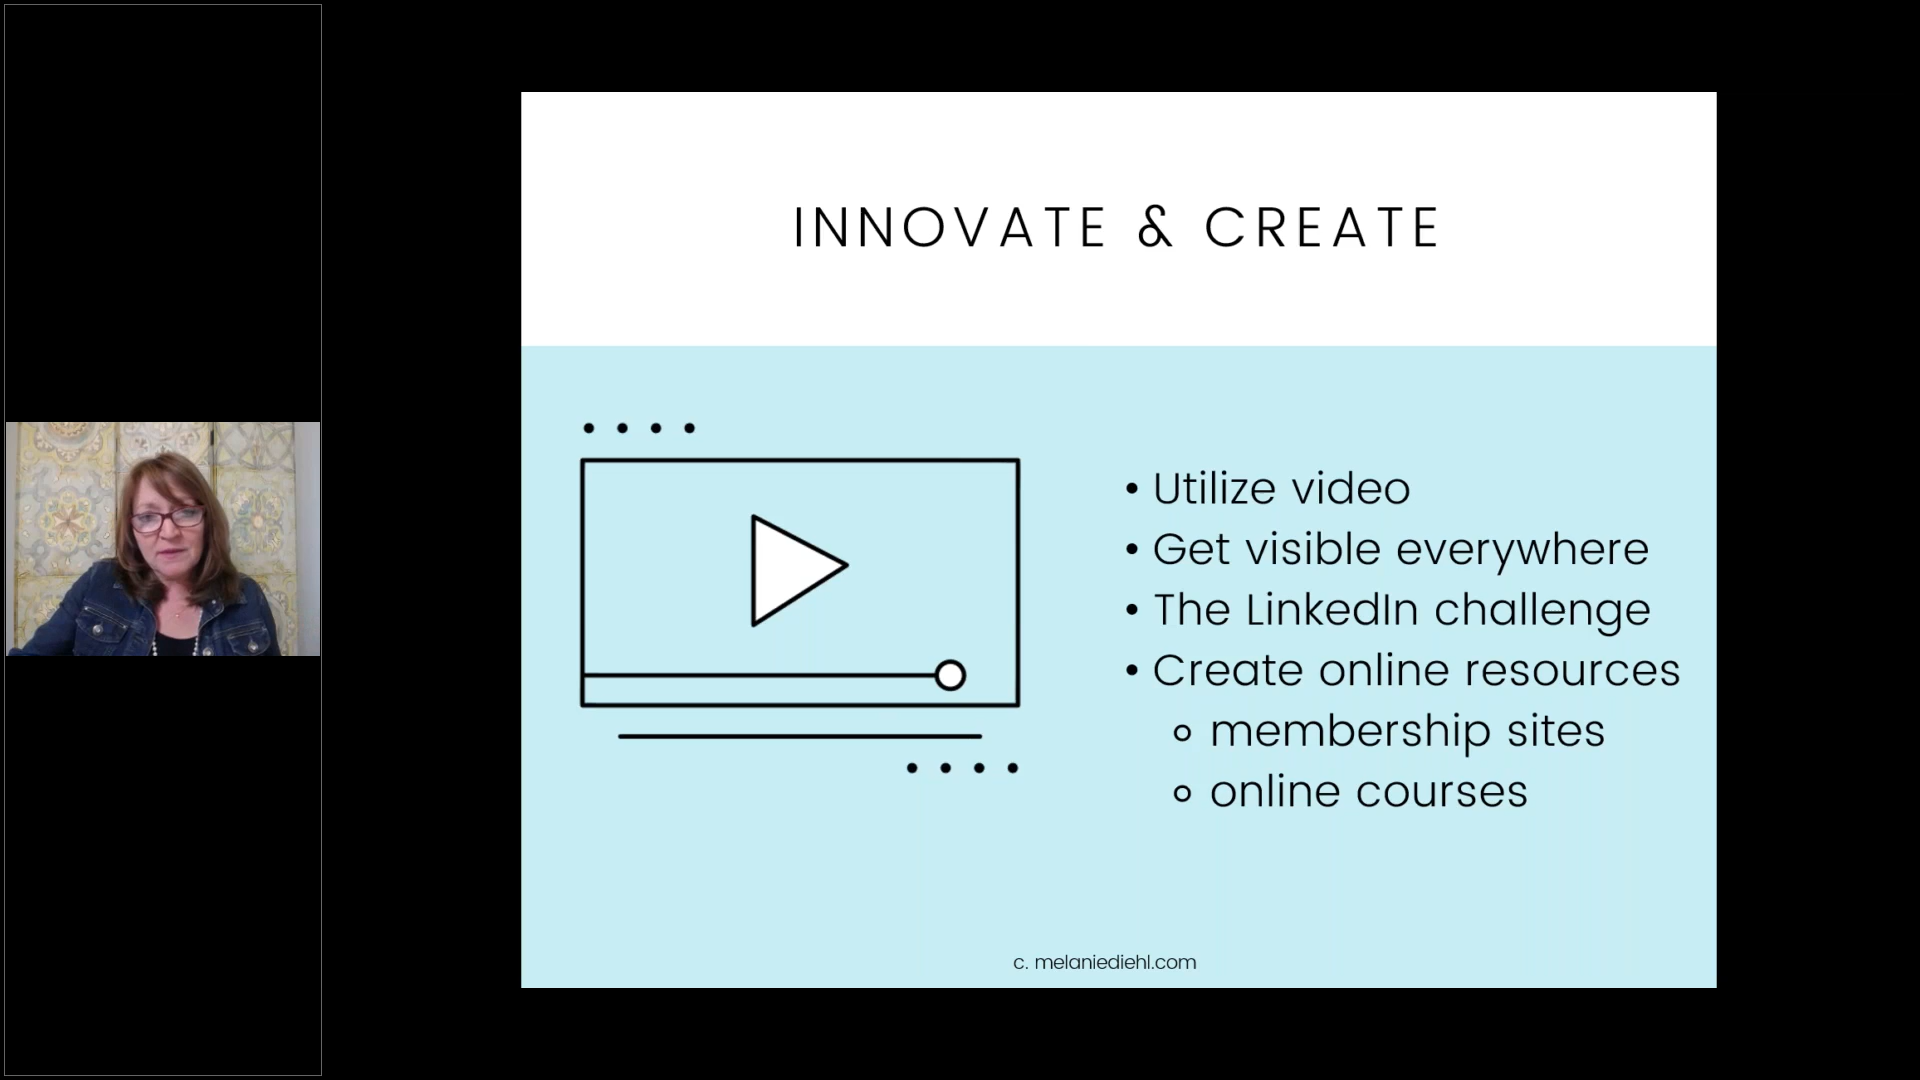 INNOVATE & CREATE
• Utilize video
• Get visible everywhere
• The LinkedIn challenge
• Create online resources
○ membership sites
○ online courses
c. melaniediehl.com